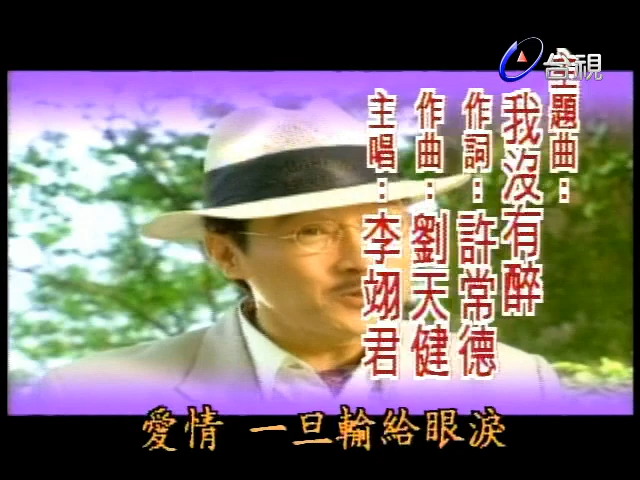 台視
主題曲：
我沒有醉
作詞：許常德
作曲：劉天健
主唱：李翊君
愛情 一旦輸給眼淚